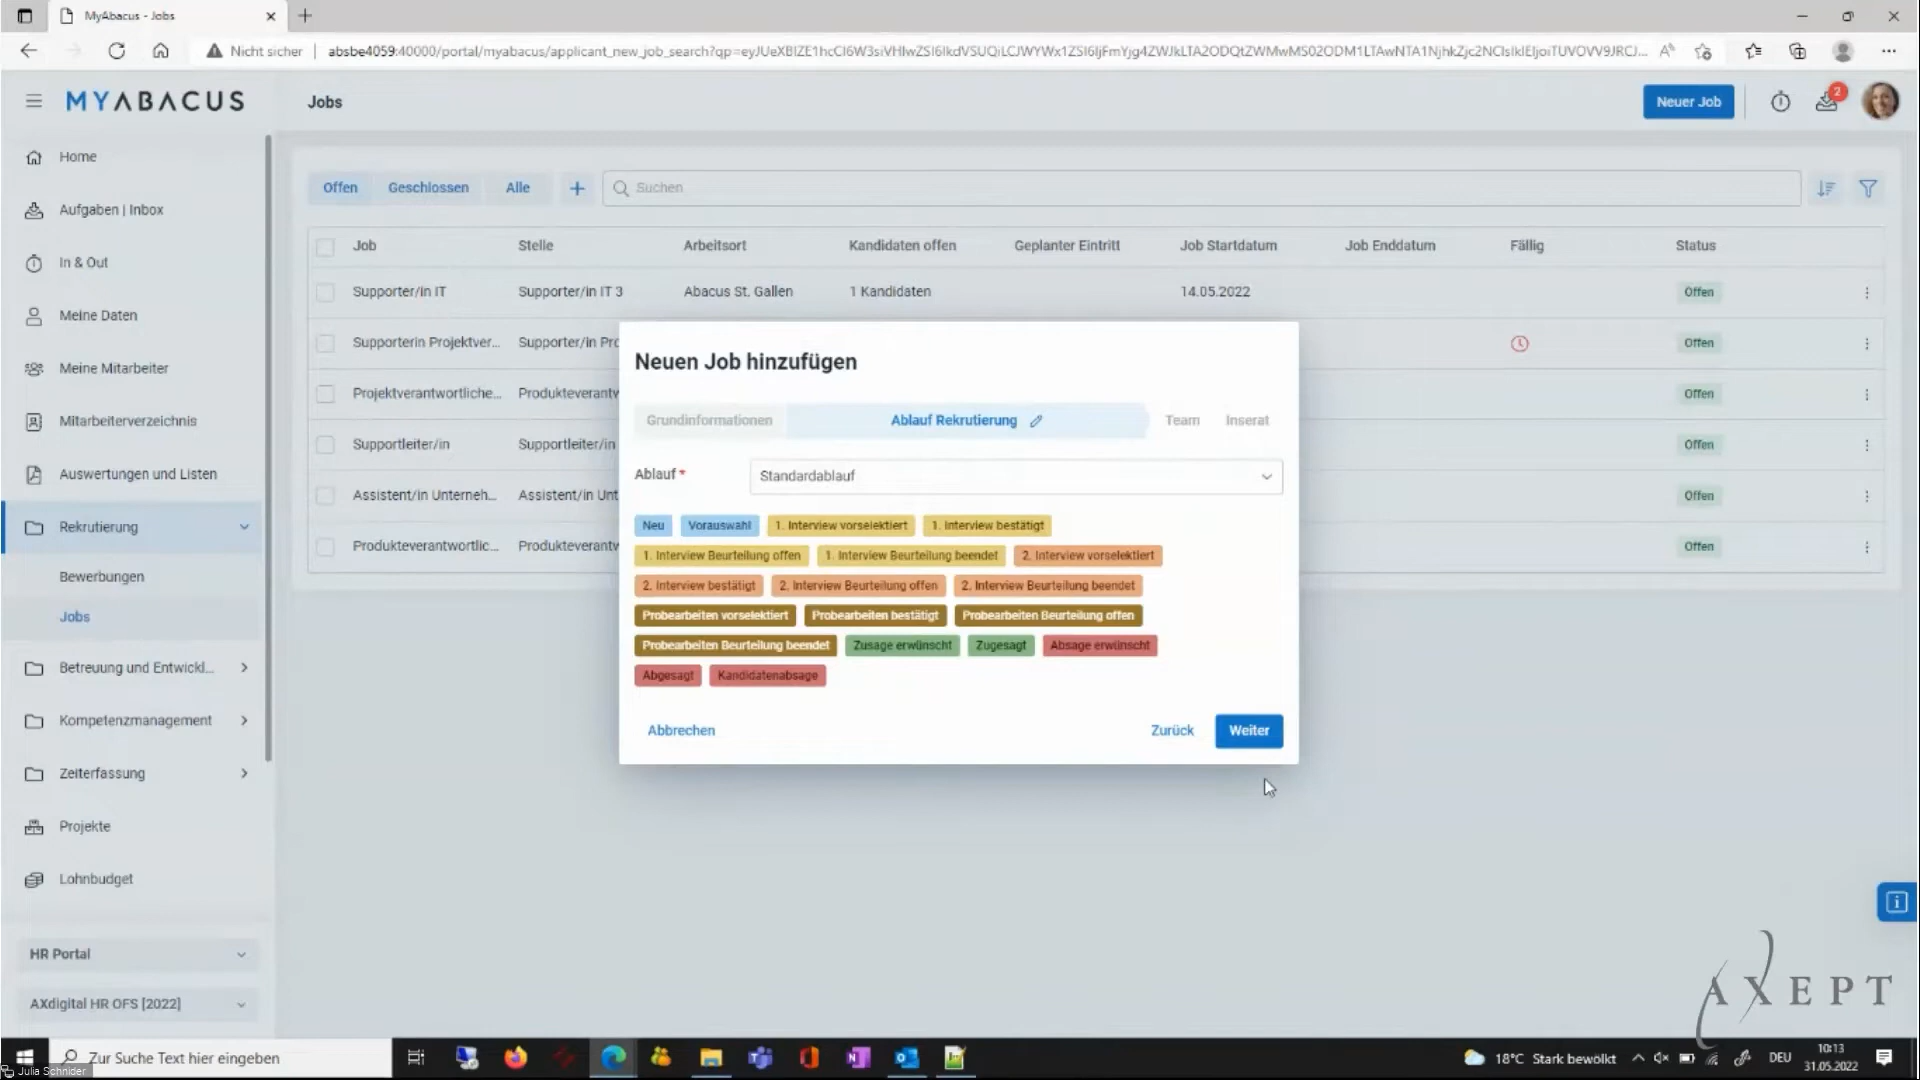 MyAbacus - Jobs
Nicht sicher
MYABACUS
Jobs
Neuer Job
2
Home
Aufgaben | Inbox
In & Out
Meine Daten
Meine Mitarbeiter
Mitarbeiterverzeichnis
Auswertungen und Listen
Rekrutierung
Bewerbungen
Jobs
Betreuung und Entwickl...
Kompetenzmanagement
Zeiterfassung
Projekte
Lohnbudget
HR Portal
AXdigital HR OFS [2022]
Offen Geschlossen Alle + Suchen
Job Stelle Arbeitsort Kandidaten offen Geplanter Eintritt Job Startdatum Job Enddatum Fällig Status
Supporter/in IT Supporter/in IT 3 Abacus St. Gallen 1 Kandidaten 14.05.2022 Offen
Supporterin Projektver... Supporter/in Pro Offen
Projektverantwortliche... Produkteverantw Offen
Supportleiter/in Supportleiter/in Offen
Assistent/in Unterneh... Assistent/in Unt Offen
Produkteverantwortlic... Produkteverantw Offen
Neuen Job hinzufügen
Grundinformationen Ablauf Rekrutierung Team Inserat
Ablauf * Standardablauf
Neu Vorauswahl 1. Interview vorselektiert 1. Interview bestätigt
1. Interview Beurteilung offen 1. Interview Beurteilung beendet 2. Interview vorselektiert
2. Interview bestätigt 2. Interview Beurteilung offen 2. Interview Beurteilung beendet
Probearbeiten vorselektiert Probearbeiten bestätigt Probearbeiten Beurteilung offen
Probearbeiten Beurteilung beendet Zusage erwünscht Zugesagt Absage erwünscht
Abgesagt Kandidatenabsage
Abbrechen Zurück Weiter
AXEPT
Zur Suche Text hier eingeben
18°C Stark bewölkt
DEU
10:13
31.05.2022
Julia Schnider